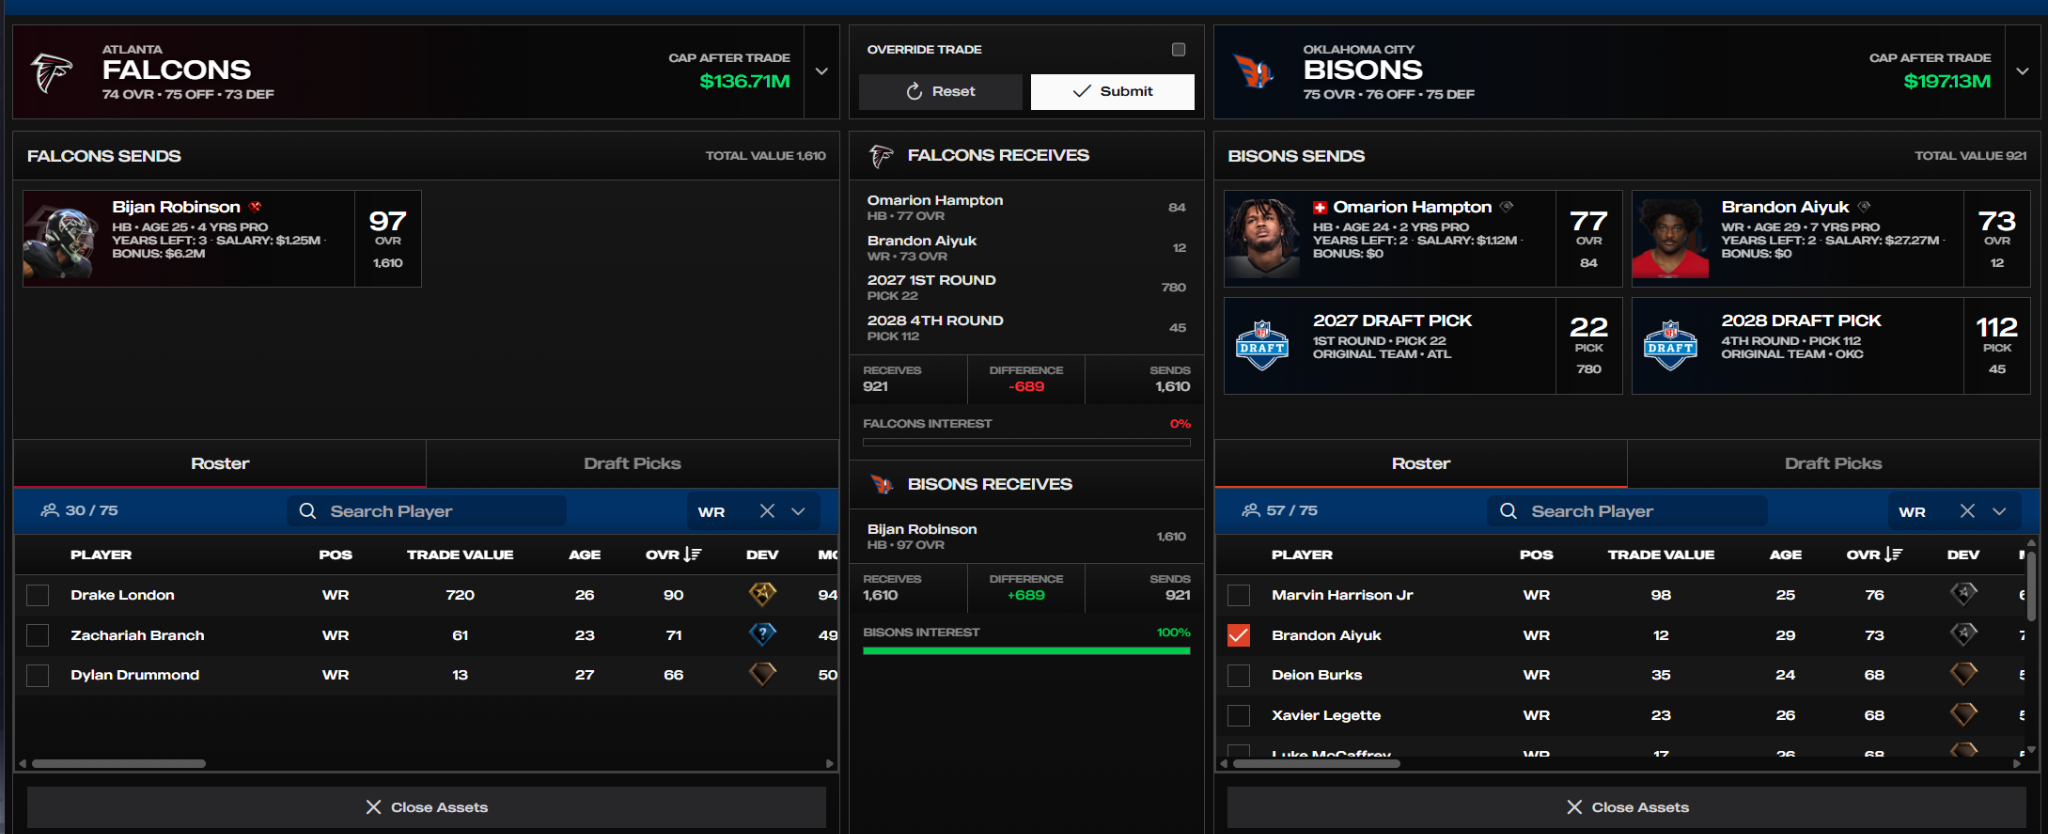 ATLANTA
FALCONS
74 OVR • 75 OFF • 73 DEF
CAP AFTER TRADE
$136.71M
OVERRIDE TRADE
Reset
Submit
OKLAHOMA CITY
BISONS
75 OVR • 76 OFF • 75 DEF
CAP AFTER TRADE
$197.13M
FALCONS SENDS
TOTAL VALUE 1,610
Bijan Robinson
HB • AGE 25 • 4 YRS PRO
YEARS LEFT: 3 · SALARY: $1.25M ·
BONUS: $6.2M
97
OVR
1,610
Roster
Draft Picks
30 / 75
Search Player
WR
PLAYER POS TRADE VALUE AGE OVR DEV MO
Drake London WR 720 26 90 94
Zachariah Branch WR 61 23 71 ? 49
Dylan Drummond WR 13 27 66 50
Close Assets
FALCONS RECEIVES
Omarion Hampton
HB • 77 OVR
84
Brandon Aiyuk
WR • 73 OVR
12
2027 1ST ROUND
PICK 22
780
2028 4TH ROUND
PICK 112
45
RECEIVES DIFFERENCE SENDS
921 -689 1,610
FALCONS INTEREST 0%
BISONS RECEIVES
Bijan Robinson
HB • 97 OVR
1,610
RECEIVES DIFFERENCE SENDS
1,610 +689 921
BISONS INTEREST 100%
BISONS SENDS
TOTAL VALUE 921
Omarion Hampton
HB • AGE 24 • 2 YRS PRO
YEARS LEFT: 2 · SALARY: $1.12M ·
BONUS: $0
77
OVR
84
Brandon Aiyuk
WR • AGE 29 • 7 YRS PRO
YEARS LEFT: 2 · SALARY: $27.27M ·
BONUS: $0
73
OVR
12
NFL
DRAFT
2027 DRAFT PICK
1ST ROUND • PICK 22
ORIGINAL TEAM • ATL
22
PICK
780
NFL
DRAFT
2028 DRAFT PICK
4TH ROUND • PICK 112
ORIGINAL TEAM • OKC
112
PICK
45
Roster
Draft Picks
57 / 75
Search Player
WR
PLAYER POS TRADE VALUE AGE OVR DEV
Marvin Harrison Jr WR 98 25 76
Brandon Aiyuk WR 12 29 73
Deion Burks WR 35 24 68
Xavier Legette WR 23 26 68
Luke McCaffrey WR 17 26 68
Close Assets